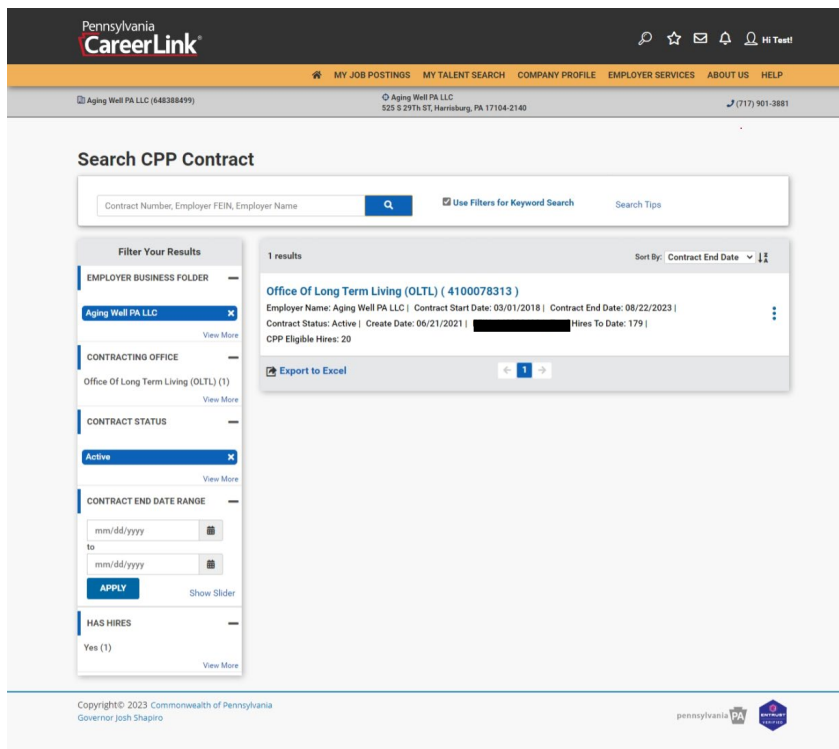 Pennsylvania
CareerLink®
Hi Test!
MY JOB POSTINGS MY TALENT SEARCH COMPANY PROFILE EMPLOYER SERVICES ABOUT US HELP
Aging Well PA LLC (648388499)
Aging Well PA LLC
525 S 29Th ST, Harrisburg, PA 17104-2140
(717) 901-3881
Search CPP Contract
Contract Number, Employer FEIN, Employer Name
Use Filters for Keyword Search
Search Tips
Filter Your Results
EMPLOYER BUSINESS FOLDER
Aging Well PA LLC
View More
CONTRACTING OFFICE
Office Of Long Term Living (OLTL) (1)
View More
CONTRACT STATUS
Active
View More
CONTRACT END DATE RANGE
mm/dd/yyyy
to
mm/dd/yyyy
APPLY
Show Slider
HAS HIRES
Yes (1)
View More
1 results
Sort By: Contract End Date
Office Of Long Term Living (OLTL) ( 4100078313 )
Employer Name: Aging Well PA LLC | Contract Start Date: 03/01/2018 | Contract End Date: 08/22/2023 |
Contract Status: Active | Create Date: 06/21/2021 | Hires To Date: 179 |
CPP Eligible Hires: 20
Export to Excel
1
Copyright© 2023 Commonwealth of Pennsylvania
Governor Josh Shapiro
pennsylvania PA
ENTRUST